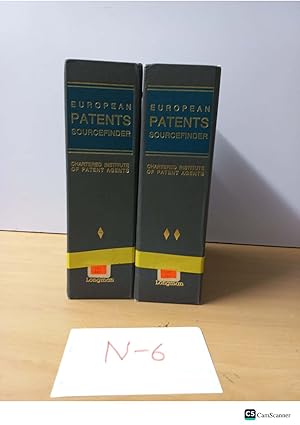 EUROPEAN
PATENTS
SOURCEFINDER
CHARTERED INSTITUTE
OF PATENT AGENTS
Longman
EUROPEAN
PATENTS
SOURCEFINDER
CHARTERED INSTITUTE
OF PATENT AGENTS
Longman
N-6
CS CamScanner